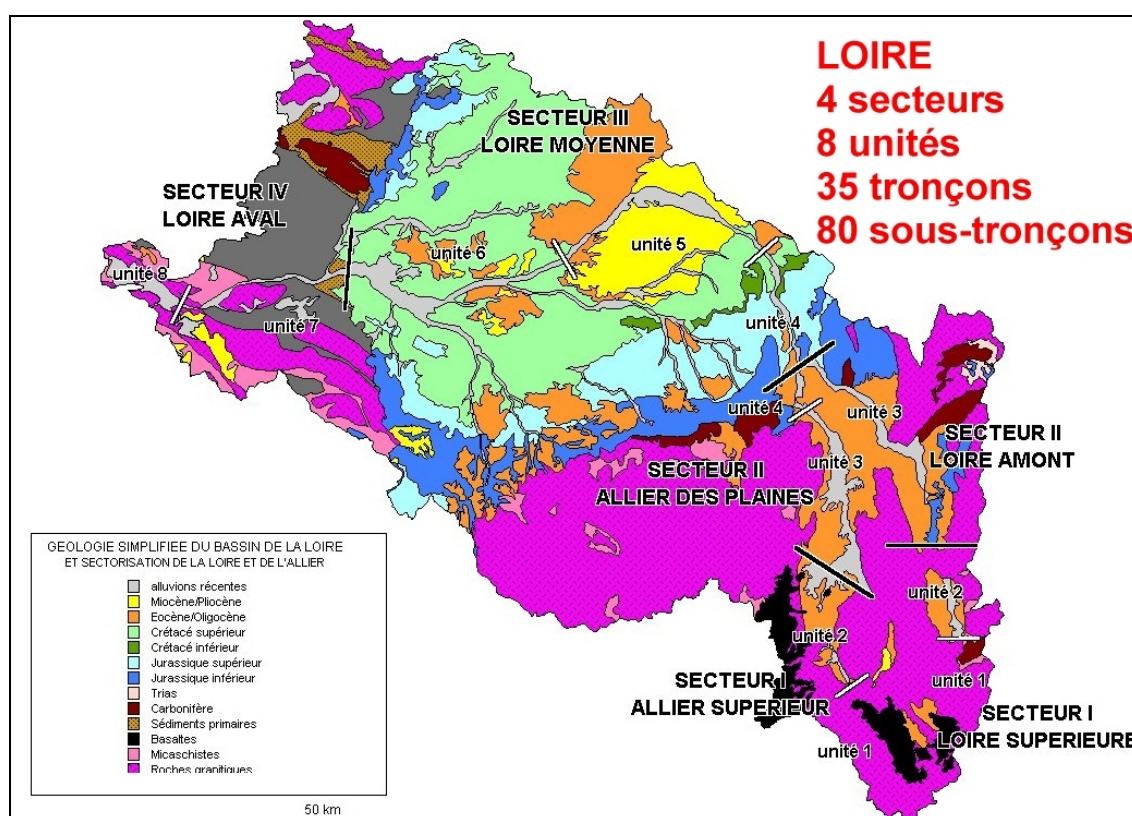 LOIRE
4 secteurs
8 unités
35 tronçons
80 sous-tronçons
SECTEUR III
LOIRE MOYENNE
SECTEUR IV
LOIRE AVAL
unité 5
unité 6
unité 8
unité 7
unité 4
unité 4
unité 3
SECTEUR II
LOIRE AMONT
unité 3
SECTEUR II
ALLIER DES PLAINES
unité 2
unité 2
SECTEUR I
ALLIER SUPERIEUR
unité 1
SECTEUR I
LOIRE SUPERIEURE
unité 1
GEOLOGIE SIMPLIFIEE DU BASSIN DE LA LOIRE
ET SECTORISATION DE LA LOIRE ET DE L'ALLIER
alluvions récentes
Miocène/Pliocène
Eocène/Oligocène
Crétacé supérieur
Crétacé inférieur
Jurassique supérieur
Jurassique inférieur
Trias
Carbonifère
Sédiments primaires
Basaltes
Micaschistes
Roches granitiques
50 km